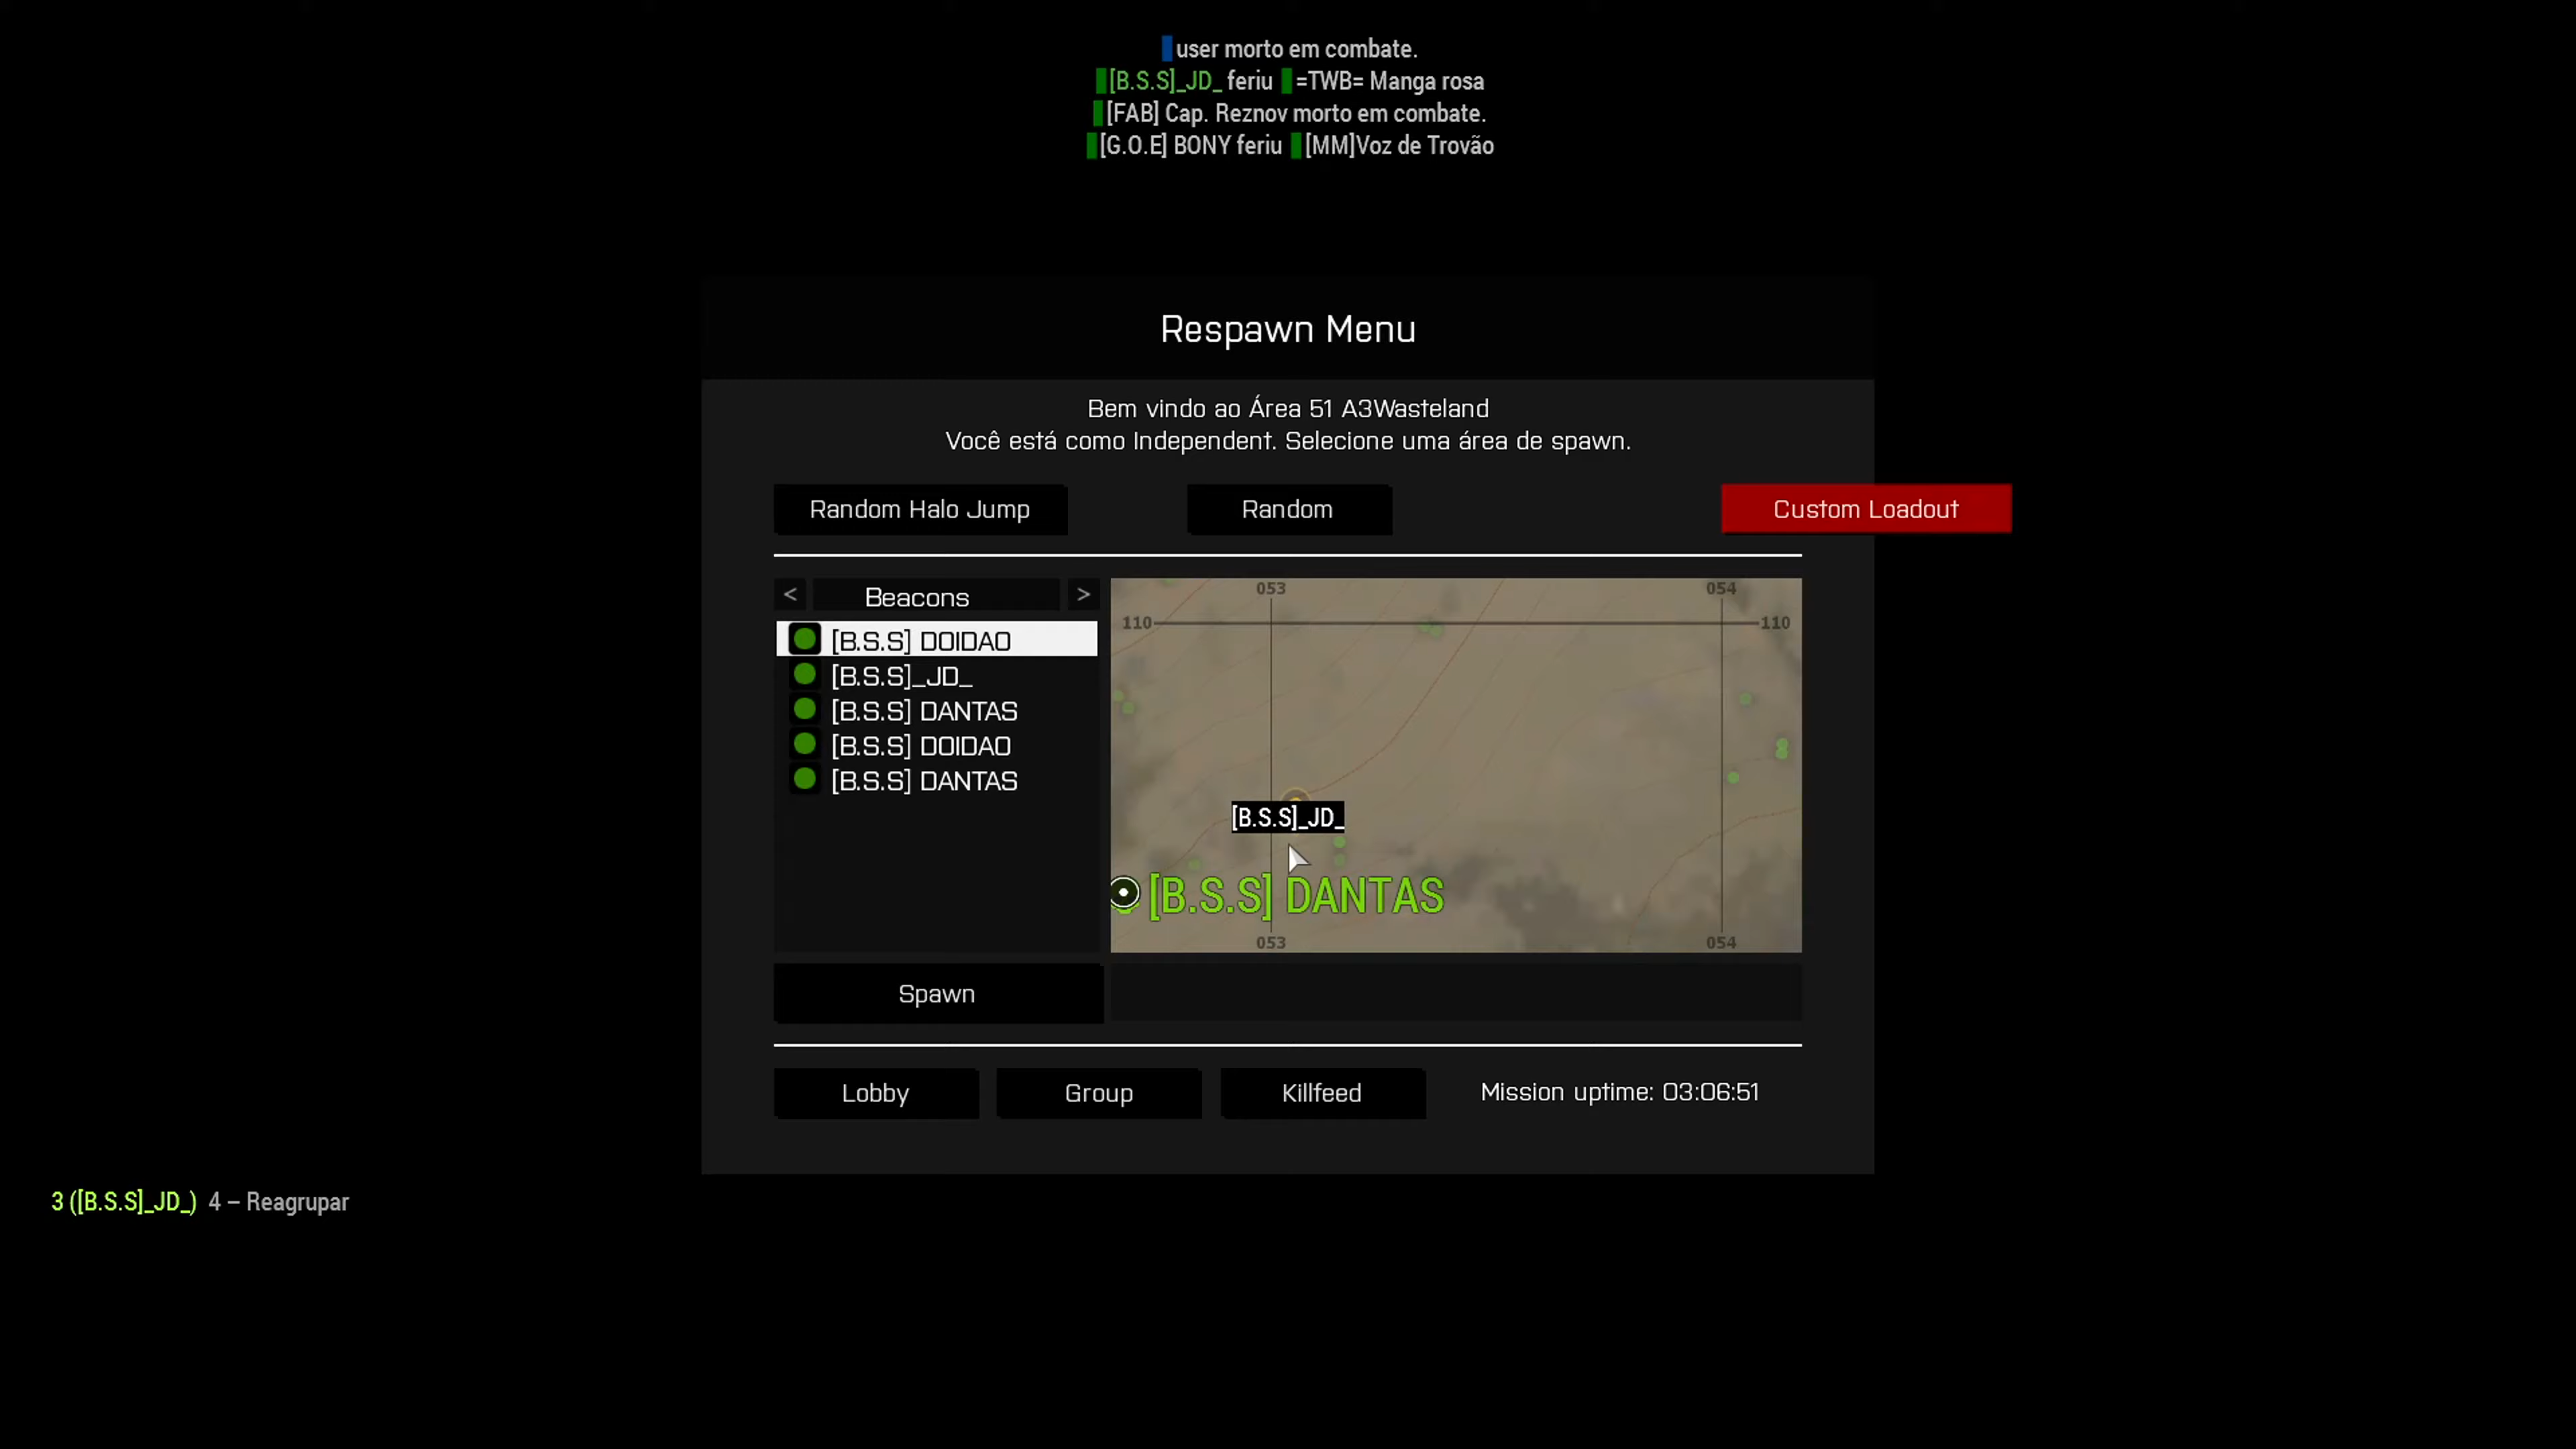 user morto em combate.
[B.S.S]_JD_ feriu =TWB= Manga rosa
[FAB] Cap. Reznov morto em combate.
[G.O.E] BONY feriu [MM]Voz de Trovão
Respawn Menu
Bem vindo ao Área 51 A3Wasteland
Você está como Independent. Selecione uma área de spawn.
Random Halo Jump
Random
Custom Loadout
< Beacons >
[B.S.S] DOIDAO
[B.S.S]_JD_
[B.S.S] DANTAS
[B.S.S] DOIDAO
[B.S.S] DANTAS
053 054
110 110
[B.S.S]_JD_
[B.S.S] DANTAS
053 054
Spawn
Lobby
Group
Killfeed
Mission uptime: 03:06:51
3 ([B.S.S]_JD_) 4 – Reagrupar